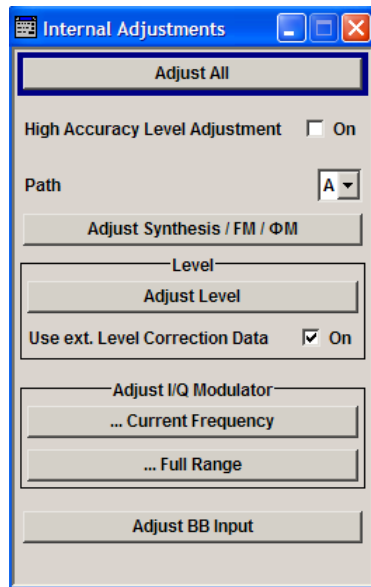 Internal Adjustments
Adjust All
High Accuracy Level Adjustment On
Path A
Adjust Synthesis / FM / ΦM
Level
Adjust Level
Use ext. Level Correction Data On
Adjust I/Q Modulator
... Current Frequency
... Full Range
Adjust BB Input